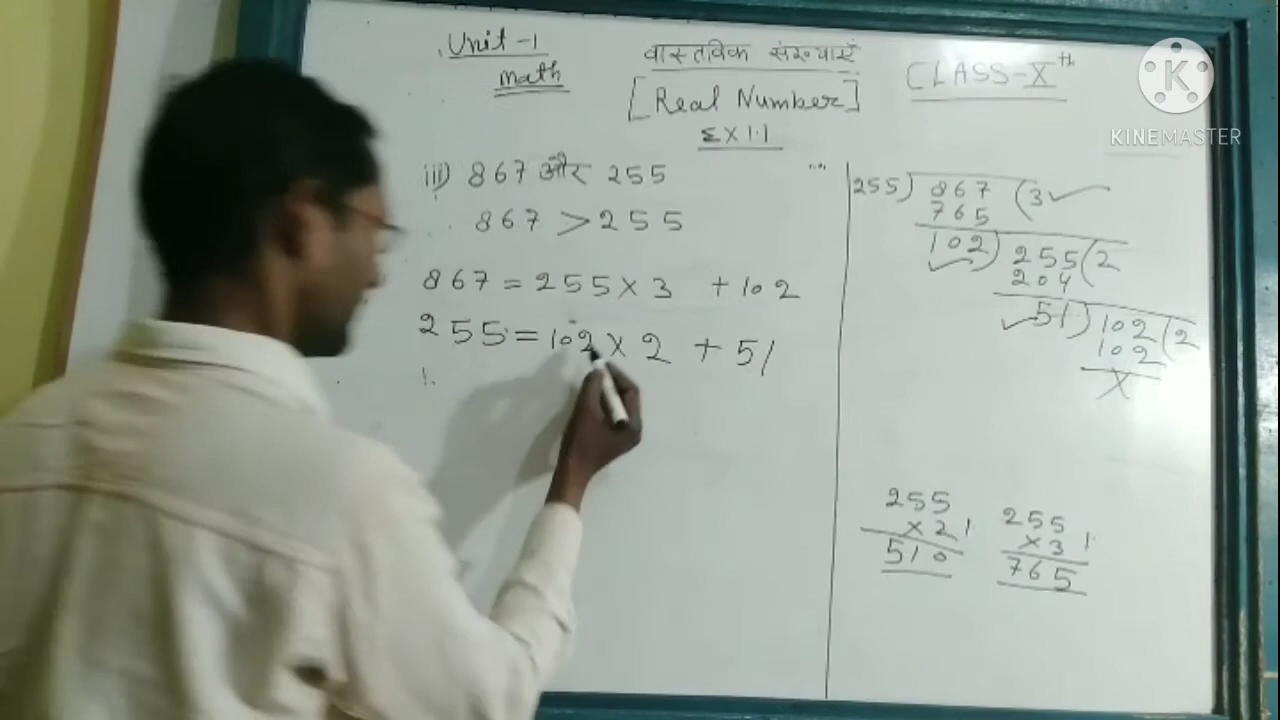 Unit-1
Math
वास्तविक संख्याएँ
[Real Number]
EX 1.1
CLASS-Xth
KINEMASTER
iii) 867 और 255
867 > 255
867 = 255 × 3 + 102
255 = 102 × 2 + 51
255) 867 (3
765
102) 255 (2
204
51) 102 (2
102
X
255
×2
510
255
×3
765